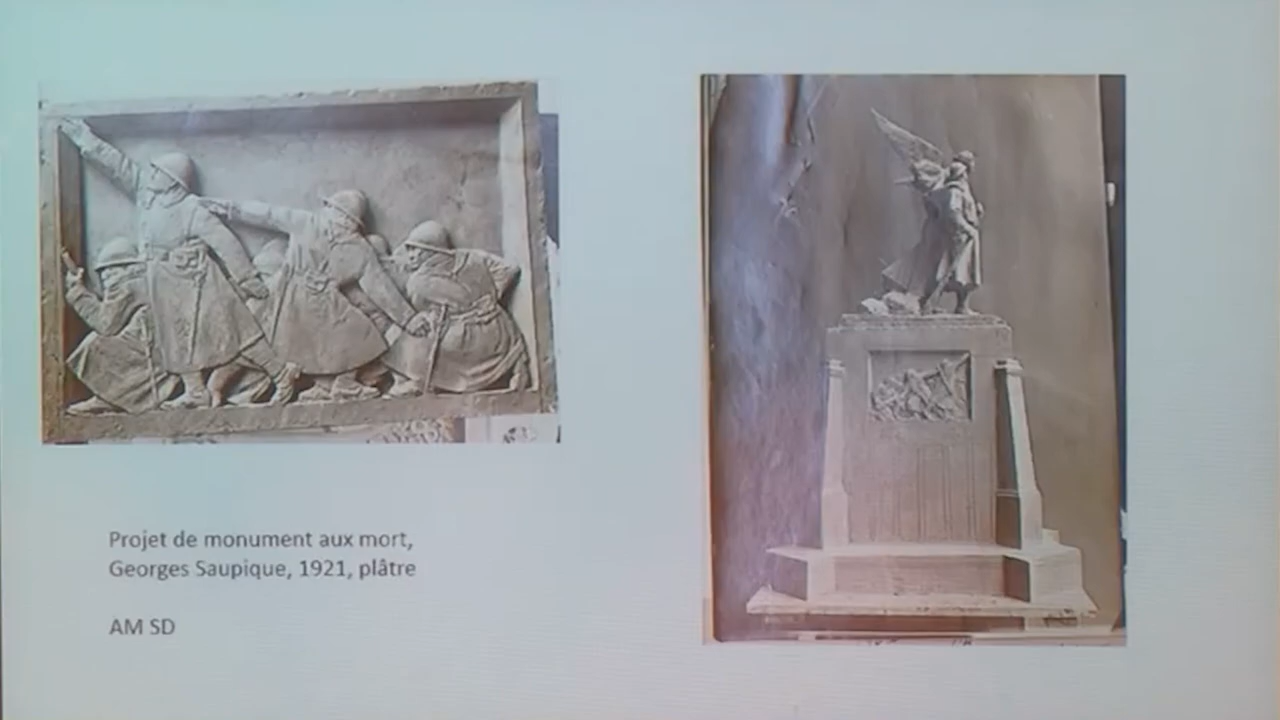 Projet de monument aux mort,
Georges Saupique, 1921, plâtre
AM SD